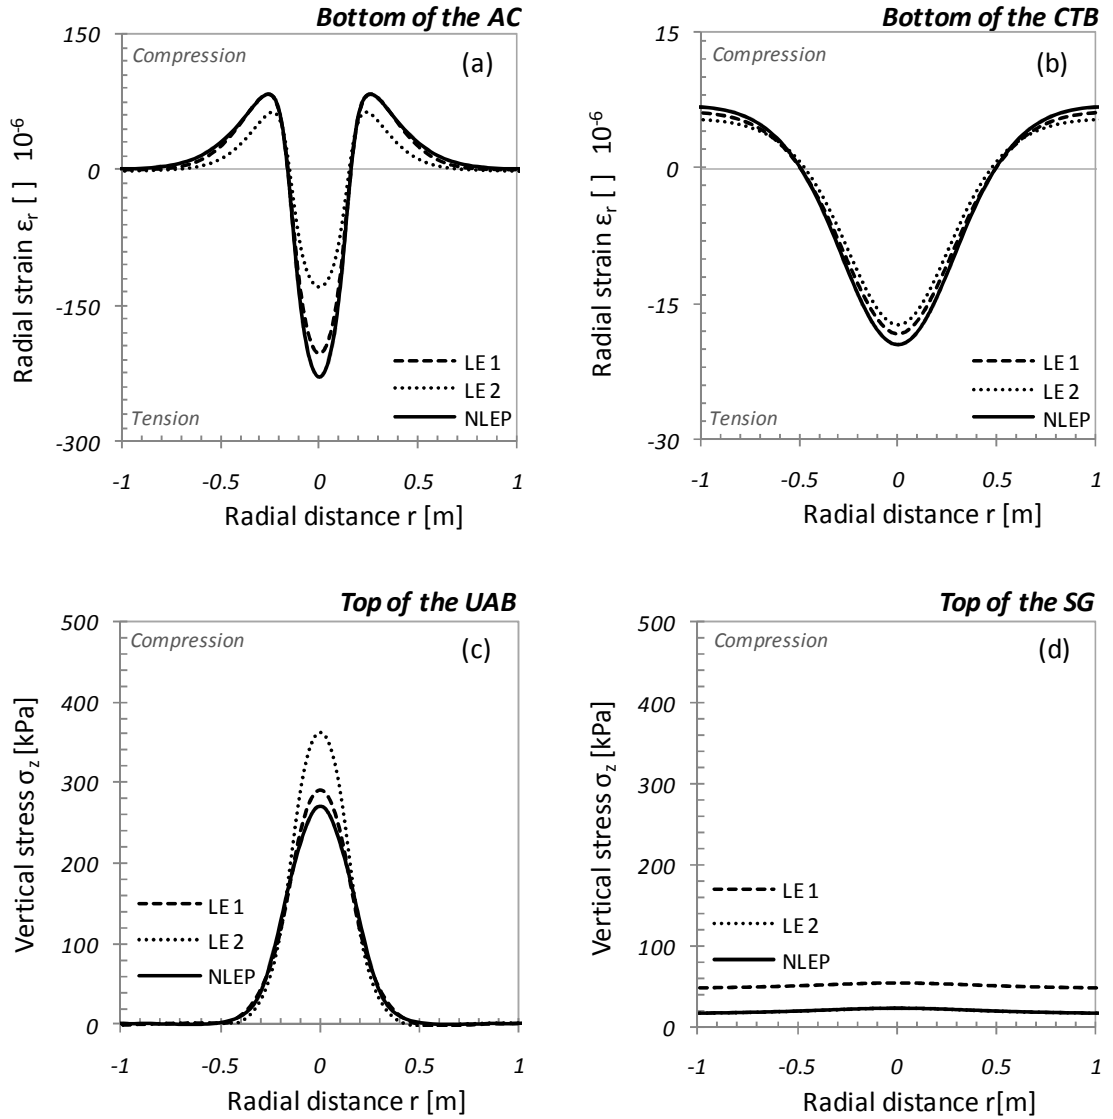 Bottom of the AC
(a)
Compression
Tension
150
0
-150
-300
-1
-0.5
0
0.5
1
Radial strain εr [ ] 10-6
Radial distance r [m]
LE 1
LE 2
NLEP
Bottom of the CTB
(b)
Compression
Tension
15
0
-15
-30
-1
-0.5
0
0.5
1
Radial strain εr [ ] 10-6
Radial distance r [m]
LE 1
LE 2
NLEP
Top of the UAB
(c)
Compression
500
400
300
200
100
0
-1
-0.5
0
0.5
1
Vertical stress σz [kPa]
Radial distance r [m]
LE 1
LE 2
NLEP
Top of the SG
(d)
Compression
500
400
300
200
100
0
-1
-0.5
0
0.5
1
Vertical stress σz [kPa]
Radial distance r[m]
LE 1
LE 2
NLEP